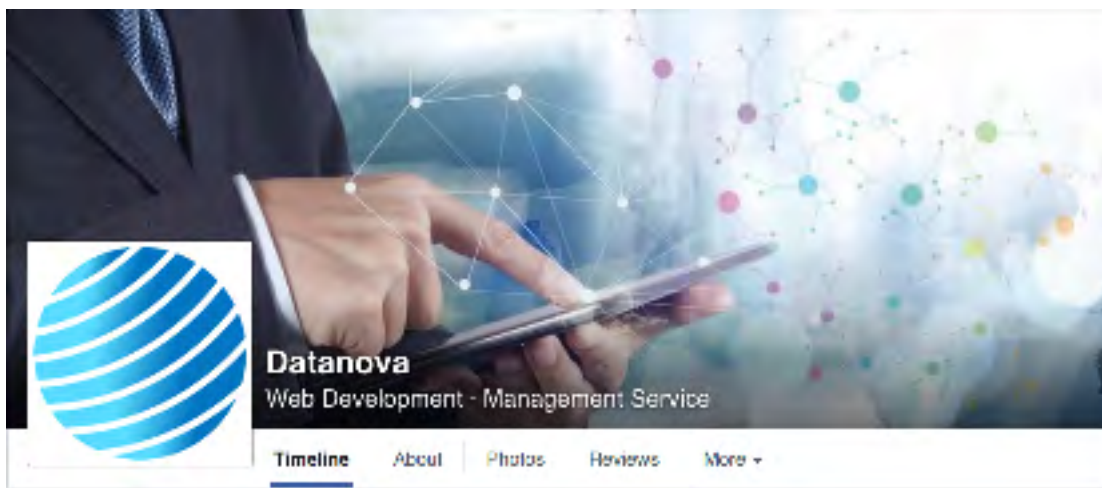 Datanova
Web Development - Management Service
Timeline About Photos Reviews More